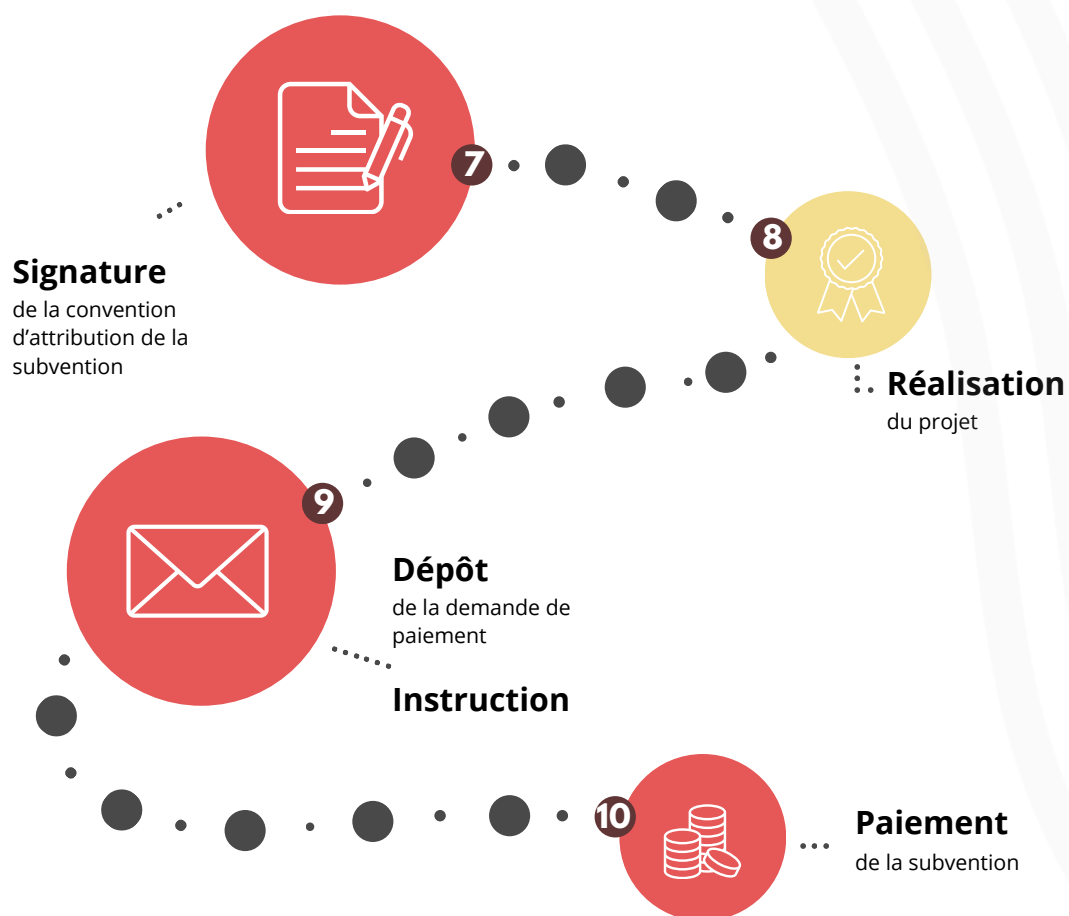 7
Signature
de la convention
d'attribution de la
subvention
8
Réalisation
du projet
9
Dépôt
de la demande de
paiement
Instruction
10
Paiement
de la subvention